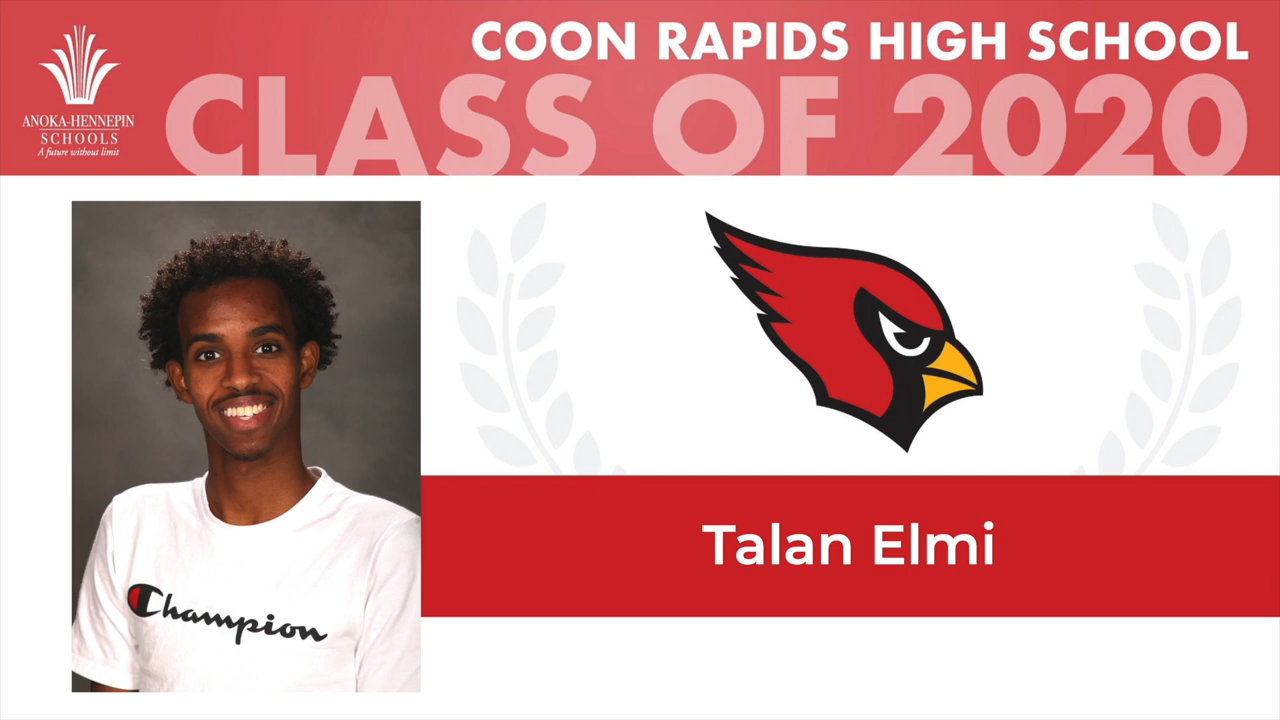 COON RAPIDS HIGH SCHOOL
CLASS OF 2020
ANOKA-HENNEPIN
SCHOOLS
A future without limit
Talan Elmi
Champion